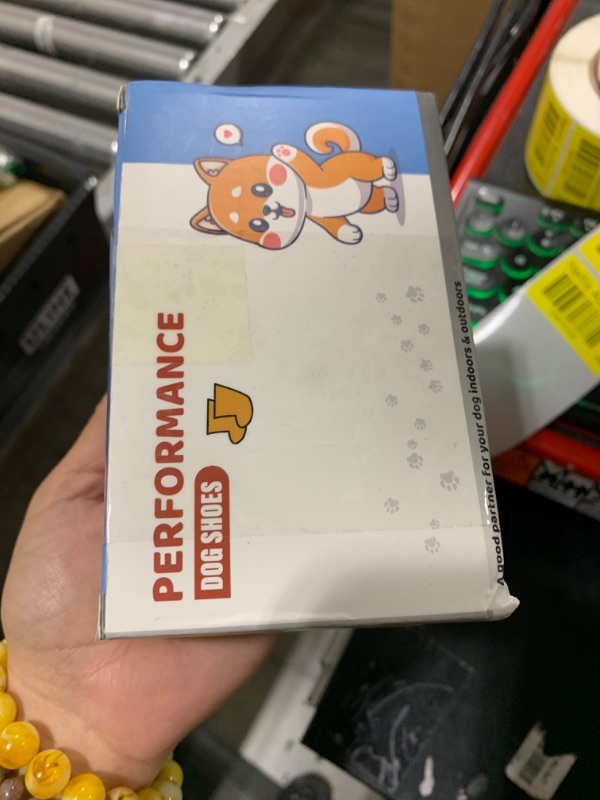 PERFORMANCE
DOG SHOES
A good partner for your dog indoors & outdoors